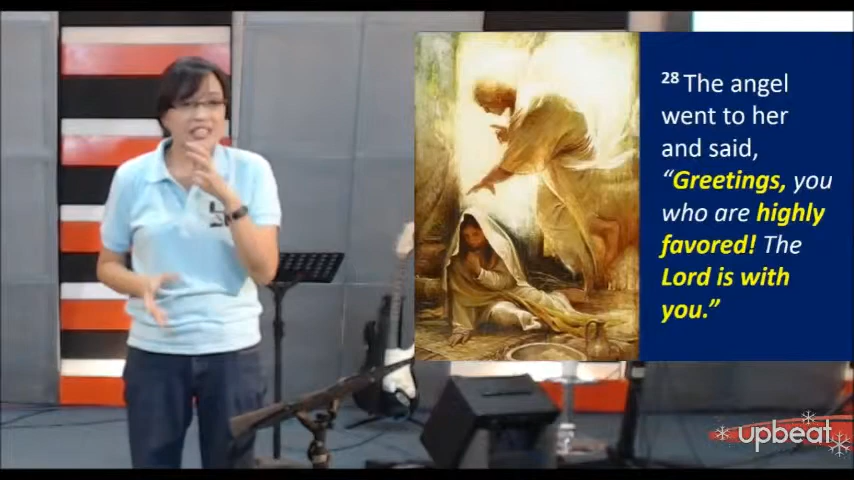 28 The angel
went to her
and said,
“Greetings, you
who are highly
favored! The
Lord is with
you.”
upbeat